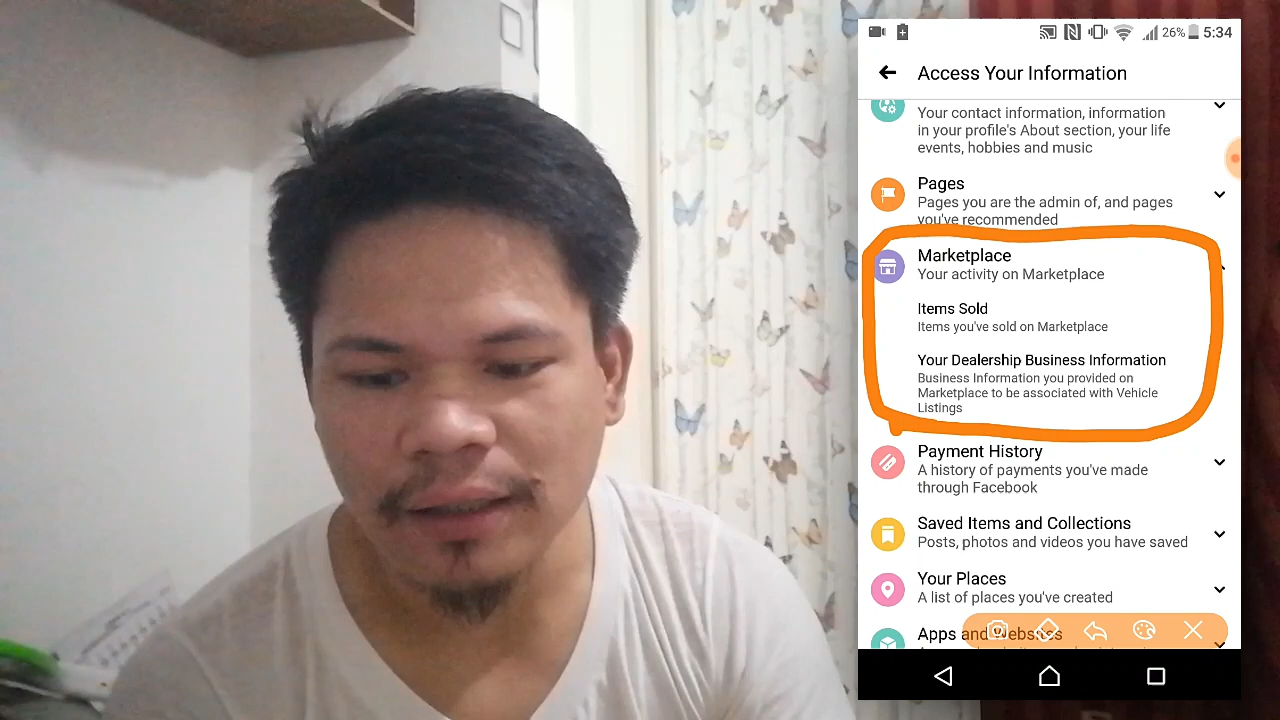 26% 5:34
Access Your Information
Your contact information, information
in your profile's About section, your life
events, hobbies and music
Pages
Pages you are the admin of, and pages
you've recommended
Marketplace
Your activity on Marketplace
Items Sold
Items you've sold on Marketplace
Your Dealership Business Information
Business Information you provided on
Marketplace to be associated with Vehicle
Listings
Payment History
A history of payments you've made
through Facebook
Saved Items and Collections
Posts, photos and videos you have saved
Your Places
A list of places you've created
Apps and Websites